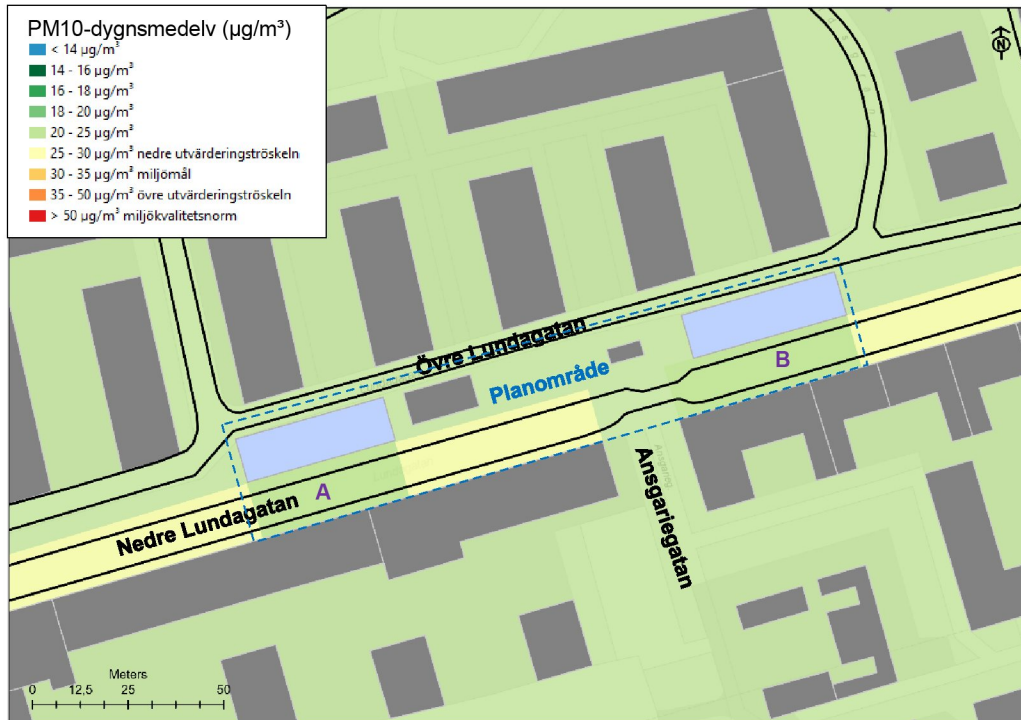 PM10-dygnsmedelv (µg/m³)
< 14 µg/m³
14 - 16 µg/m³
16 - 18 µg/m³
18 - 20 µg/m³
20 - 25 µg/m³
25 - 30 µg/m³ nedre utvärderingströskeln
30 - 35 µg/m³ miljömål
35 - 50 µg/m³ övre utvärderingströskeln
> 50 µg/m³ miljökvalitetsnorm
N
Övre Lundagatan
Planområde
B
A
Nedre Lundagatan
Ansgariegatan
Meters
0 12,5 25 50